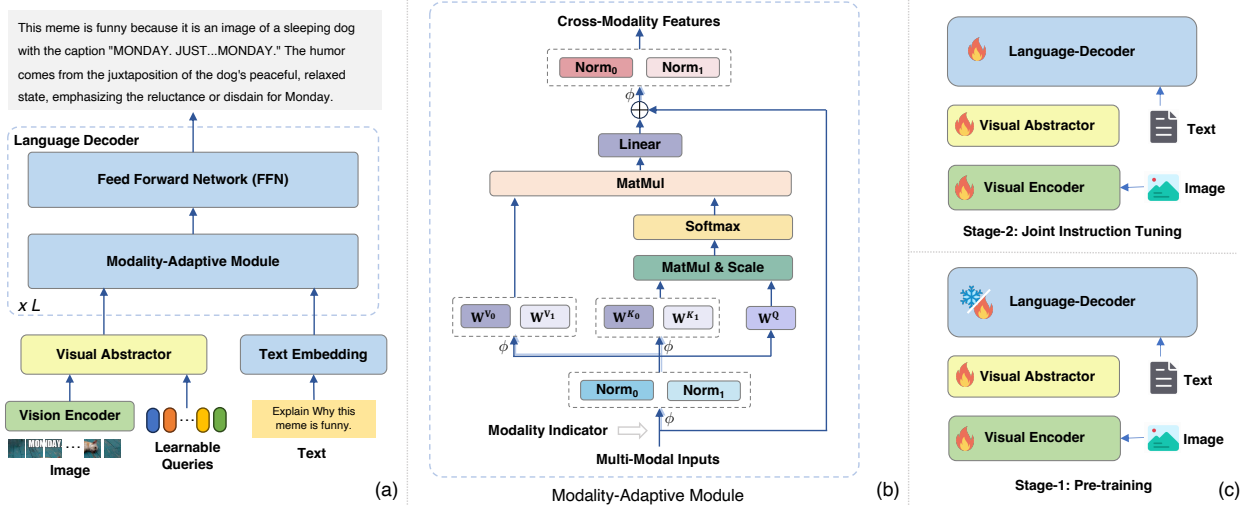 This meme is funny because it is an image of a sleeping dog
with the caption "MONDAY. JUST...MONDAY." The humor
comes from the juxtaposition of the dog's peaceful, relaxed
state, emphasizing the reluctance or disdain for Monday.
Language Decoder
Feed Forward Network (FFN)
Modality-Adaptive Module
x L
Visual Abstractor
Text Embedding
Vision Encoder
...
Explain Why this
meme is funny.
MONDAY
...
Image
Learnable
Queries
Text
(a)
Cross-Modality Features
Norm₀
Norm₁
ϕ
Linear
MatMul
Softmax
MatMul & Scale
W^V₀
W^V₁
W^K₀
W^K₁
W^Q
ϕ
ϕ
Norm₀
Norm₁
ϕ
Modality Indicator
Multi-Modal Inputs
Modality-Adaptive Module
(b)
Language-Decoder
Visual Abstractor
Text
Visual Encoder
Image
Stage-2: Joint Instruction Tuning
Language-Decoder
Visual Abstractor
Text
Visual Encoder
Image
Stage-1: Pre-training
(c)